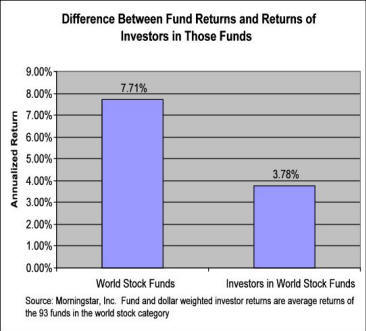 Difference Between Fund Returns and Returns of
Investors in Those Funds
Annualized Return
9.00%
8.00%
7.00%
6.00%
5.00%
4.00%
3.00%
2.00%
1.00%
0.00%
7.71%
3.78%
World Stock Funds
Investors in World Stock Funds
Source: Morningstar, Inc. Fund and dollar weighted investor returns are average returns of
the 93 funds in the world stock category